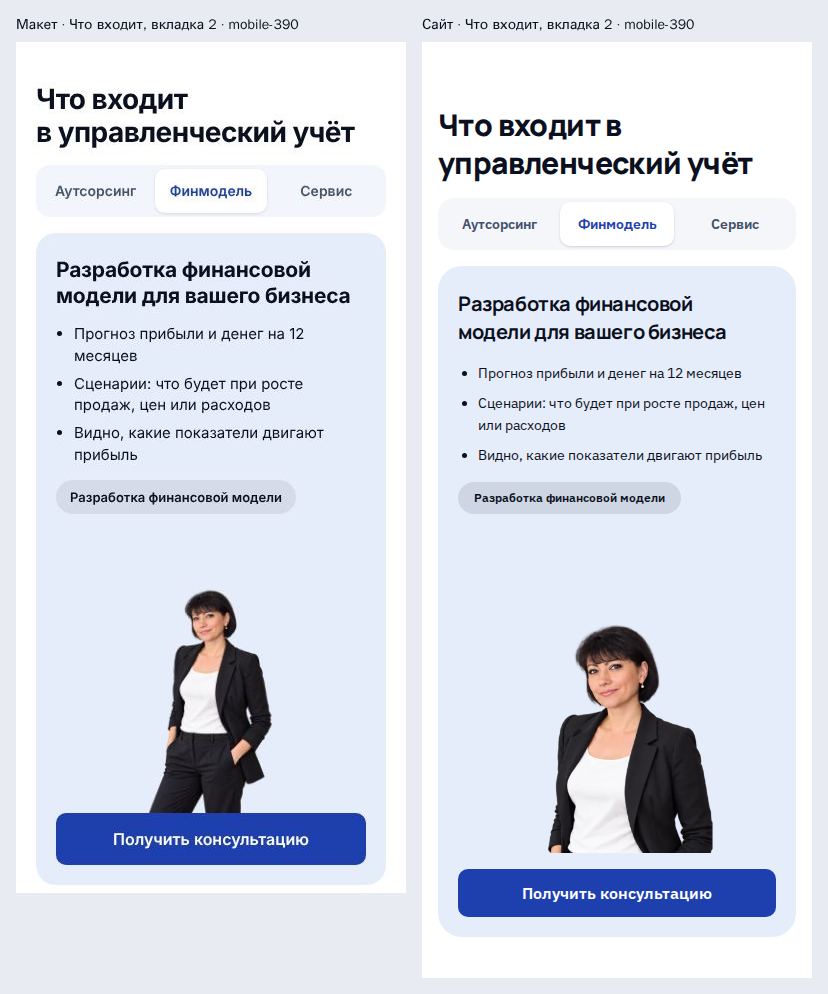 Макет · Что входит, вкладка 2 · mobile-390
Что входит
в управленческий учёт
Аутсорсинг
Финмодель
Сервис
Разработка финансовой
модели для вашего бизнеса
• Прогноз прибыли и денег на 12
месяцев
• Сценарии: что будет при росте
продаж, цен или расходов
• Видно, какие показатели двигают
прибыль
Разработка финансовой модели
Получить консультацию
Сайт · Что входит, вкладка 2 · mobile-390
Что входит в
управленческий учёт
Аутсорсинг
Финмодель
Сервис
Разработка финансовой
модели для вашего бизнеса
• Прогноз прибыли и денег на 12 месяцев
• Сценарии: что будет при росте продаж, цен
или расходов
• Видно, какие показатели двигают прибыль
Разработка финансовой модели
Получить консультацию